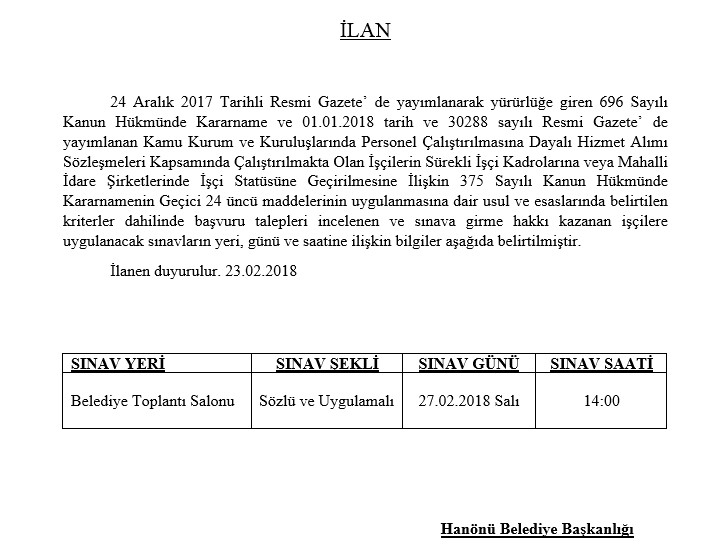 İLAN
24 Aralık 2017 Tarihli Resmi Gazete’ de yayımlanarak yürürlüğe giren 696 Sayılı
Kanun Hükmünde Kararname ve 01.01.2018 tarih ve 30288 sayılı Resmi Gazete’ de
yayımlanan Kamu Kurum ve Kuruluşlarında Personel Çalıştırılmasına Dayalı Hizmet Alımı
Sözleşmeleri Kapsamında Çalıştırılmakta Olan İşçilerin Sürekli İşçi Kadrolarına veya Mahalli
İdare Şirketlerinde İşçi Statüsüne Geçirilmesine İlişkin 375 Sayılı Kanun Hükmünde
Kararnamenin Geçici 24 üncü maddelerinin uygulanmasına dair usul ve esaslarında belirtilen
kriterler dahilinde başvuru talepleri incelenen ve sınava girme hakkı kazanan işçilere
uygulanacak sınavların yeri, günü ve saatine ilişkin bilgiler aşağıda belirtilmiştir.
İlanen duyurulur. 23.02.2018
SINAV YERİ SINAV ŞEKLİ SINAV GÜNÜ SINAV SAATİ
Belediye Toplantı Salonu Sözlü ve Uygulamalı 27.02.2018 Salı 14:00
Hanönü Belediye Başkanlığı